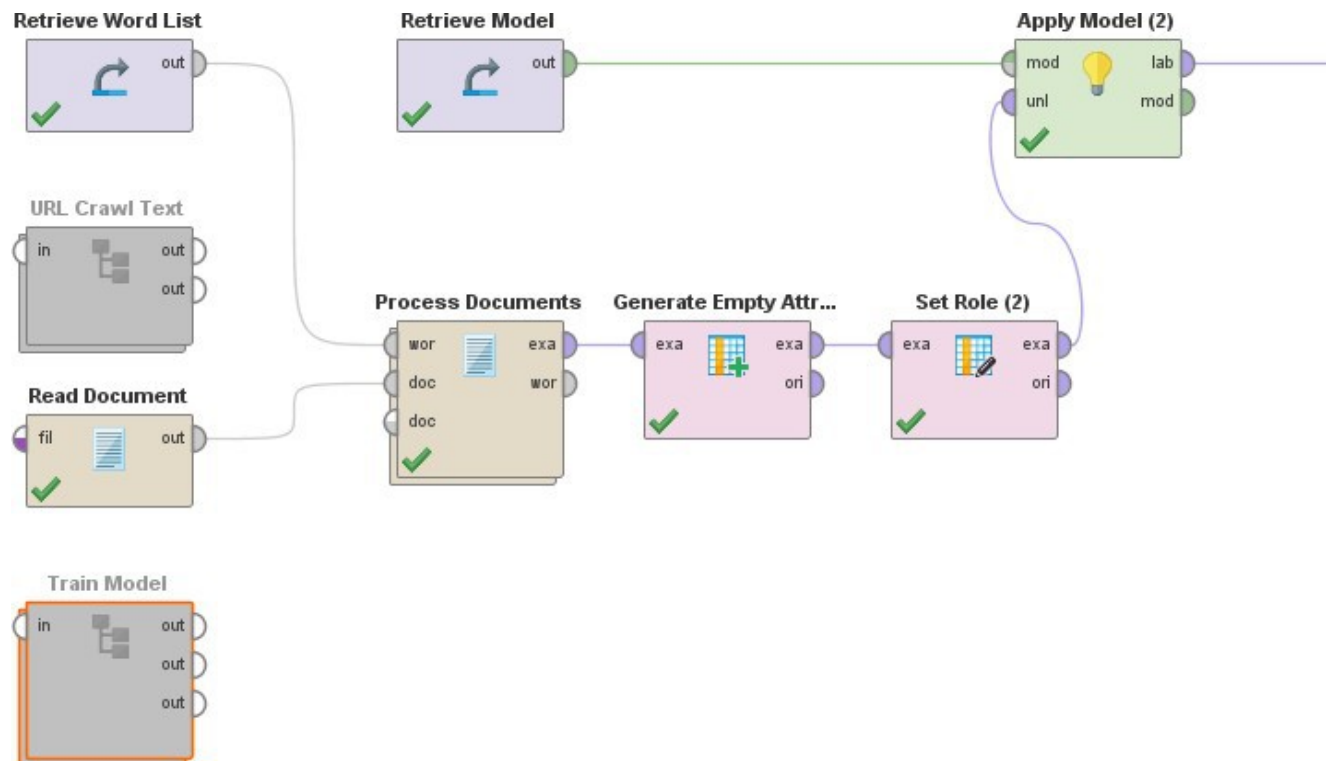 Retrieve Word List
out
Retrieve Model
out
Apply Model (2)
mod lab
unl mod
URL Crawl Text
in out
out
Process Documents
wor exa
doc wor
doc
Generate Empty Attr...
exa exa
ori
Set Role (2)
exa exa
ori
Read Document
fil out
Train Model
in out
out
out